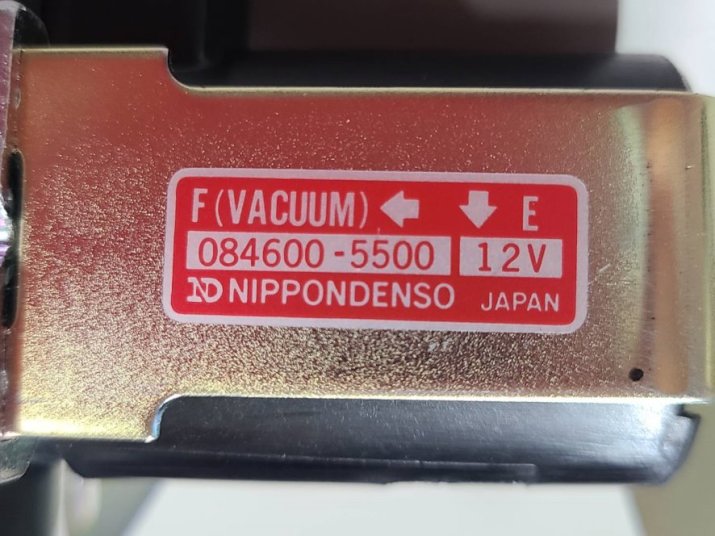 F (VACUUM) ← ↓ E
084600-5500 12V
ND NIPPONDENSO JAPAN